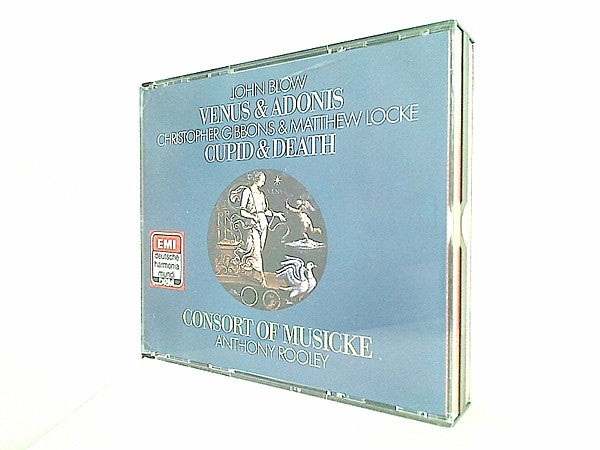 JOHN BLOW
VENUS & ADONIS
CHRISTOPHER GIBBONS & MATTHEW LOCKE
CUPID & DEATH
VENVS
EMI
deutsche
harmonia
mundi
CONSORT OF MUSICKE
ANTHONY ROOLEY